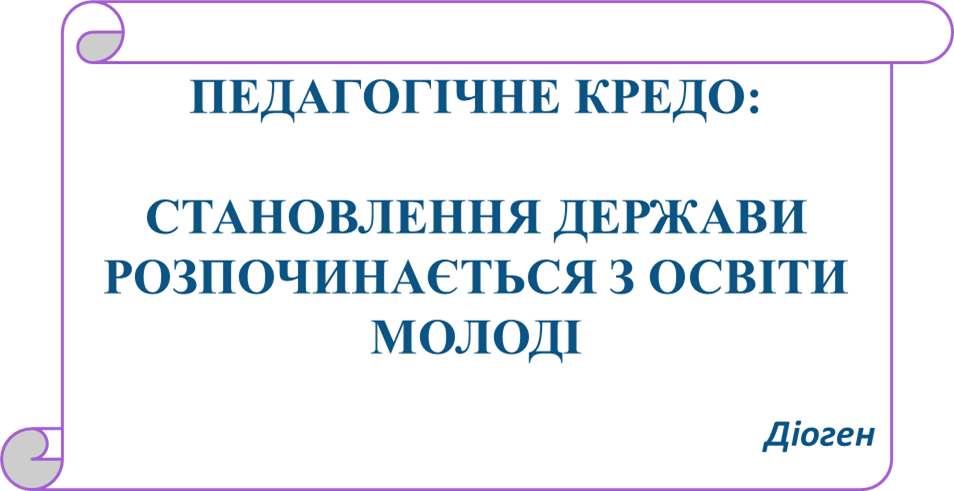 ПЕДАГОГІЧНЕ КРЕДО:
СТАНОВЛЕННЯ ДЕРЖАВИ
РОЗПОЧИНАЄТЬСЯ З ОСВІТИ
МОЛОДІ
Діоген